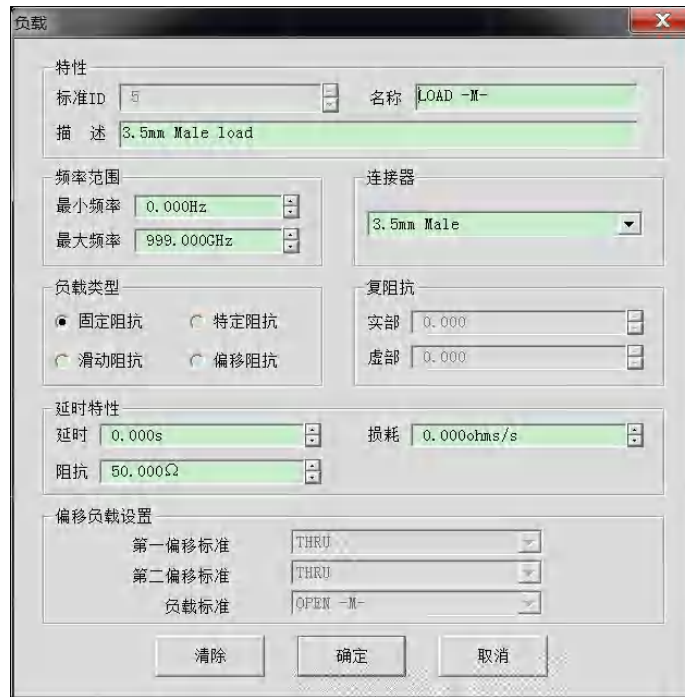 负载
特性
标准ID 5 名称 LOAD -M-
描 述 3.5mm Male load
频率范围 连接器
最小频率 0.000Hz
3.5mm Male
最大频率 999.000GHz
负载类型 复阻抗
固定阻抗 特定阻抗 实部 0.000
滑动阻抗 偏移阻抗 虚部 0.000
延时特性
延时 0.000s 损耗 0.000ohms/s
阻抗 50.000Ω
偏移负载设置
第一偏移标准 THRU
第二偏移标准 THRU
负载标准 OPEN -M-
清除 确定 取消